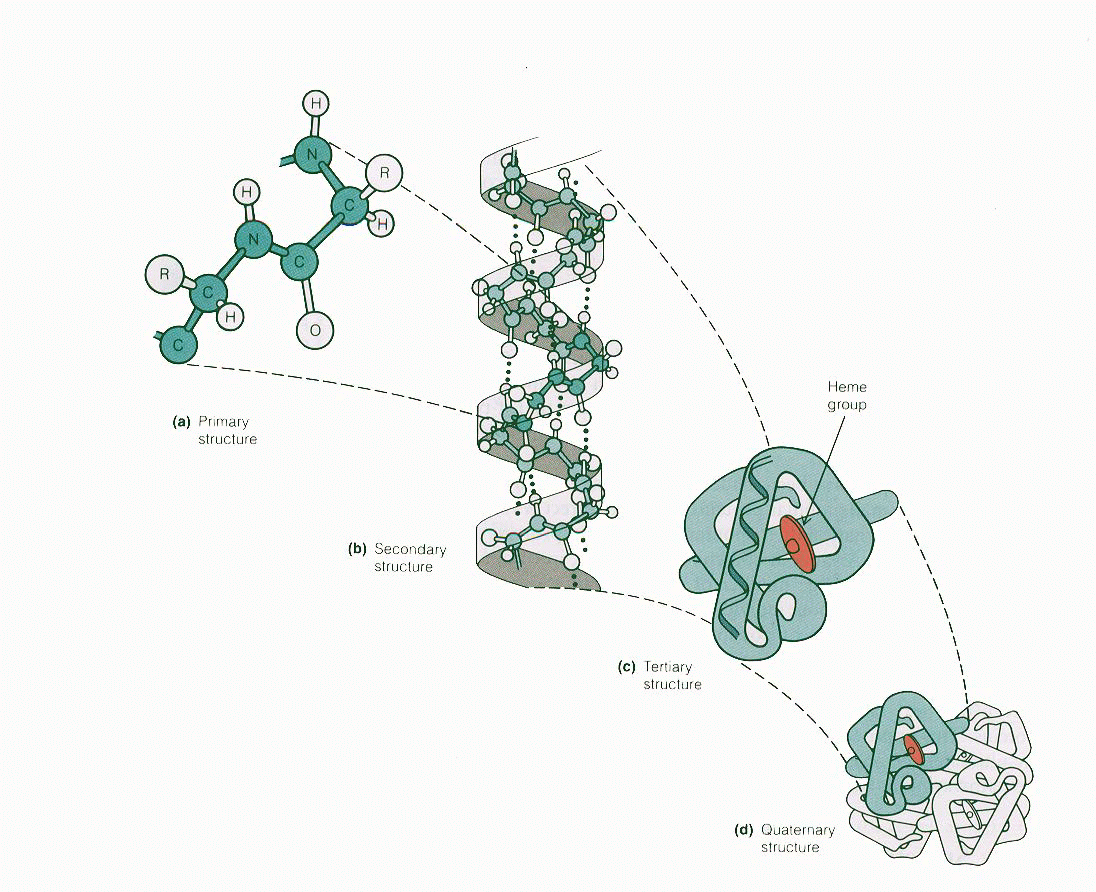 H
N
R
H
C
H
N
C
R
C
H
O
C
(a) Primary
structure
Heme
group
(b) Secondary
structure
(c) Tertiary
structure
(d) Quaternary
structure